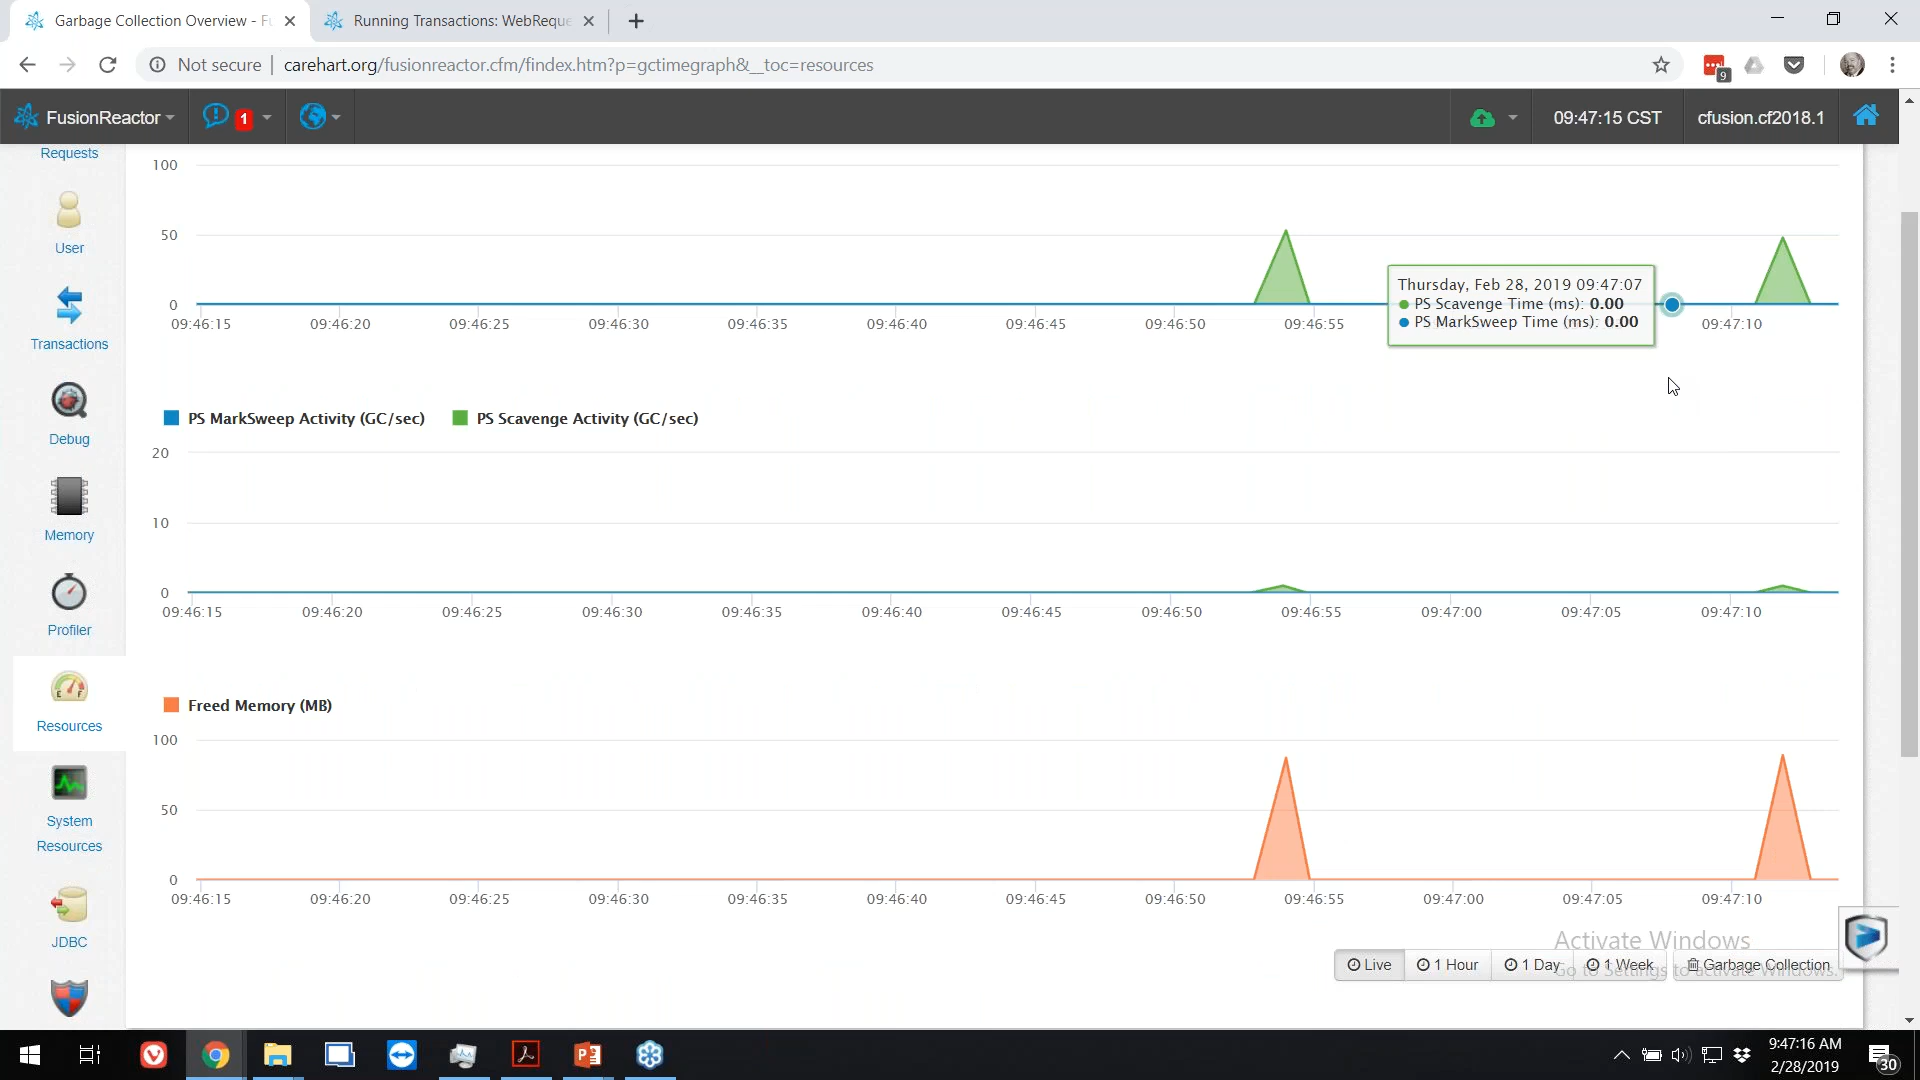 Garbage Collection Overview - F
Running Transactions: WebReque
Not secure
carehart.org/fusionreactor.cfm/findex.htm?p=gctimegraph&__toc=resources
9
FusionReactor
1
09:47:15 CST
cfusion.cf2018.1
Requests
User
Transactions
Debug
Memory
Profiler
Resources
System
Resources
JDBC
100
50
0
09:46:15 09:46:20 09:46:25 09:46:30 09:46:35 09:46:40 09:46:45 09:46:50 09:46:55 09:47:10
Thursday, Feb 28, 2019 09:47:07
PS Scavenge Time (ms): 0.00
PS MarkSweep Time (ms): 0.00
PS MarkSweep Activity (GC/sec) PS Scavenge Activity (GC/sec)
20
10
0
09:46:15 09:46:20 09:46:25 09:46:30 09:46:35 09:46:40 09:46:45 09:46:50 09:46:55 09:47:00 09:47:05 09:47:10
Freed Memory (MB)
100
50
0
09:46:15 09:46:20 09:46:25 09:46:30 09:46:35 09:46:40 09:46:45 09:46:50 09:46:55 09:47:00 09:47:05 09:47:10
Activate Windows
Go to Settings to activate Windows.
Live 1 Hour 1 Day 1 Week Garbage Collection
9:47:16 AM
2/28/2019
30